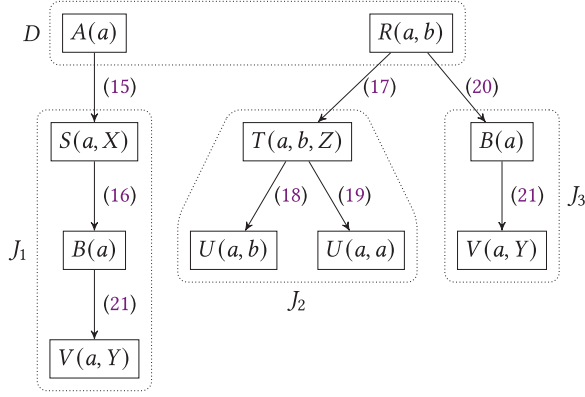 D A(a) R(a, b)
(15) (17) (20)
S(a, X) T(a, b, Z) B(a)
(16) (18) (19) (21) J3
J1 B(a) U(a, b) U(a, a) V(a, Y)
(21) J2
V(a, Y)